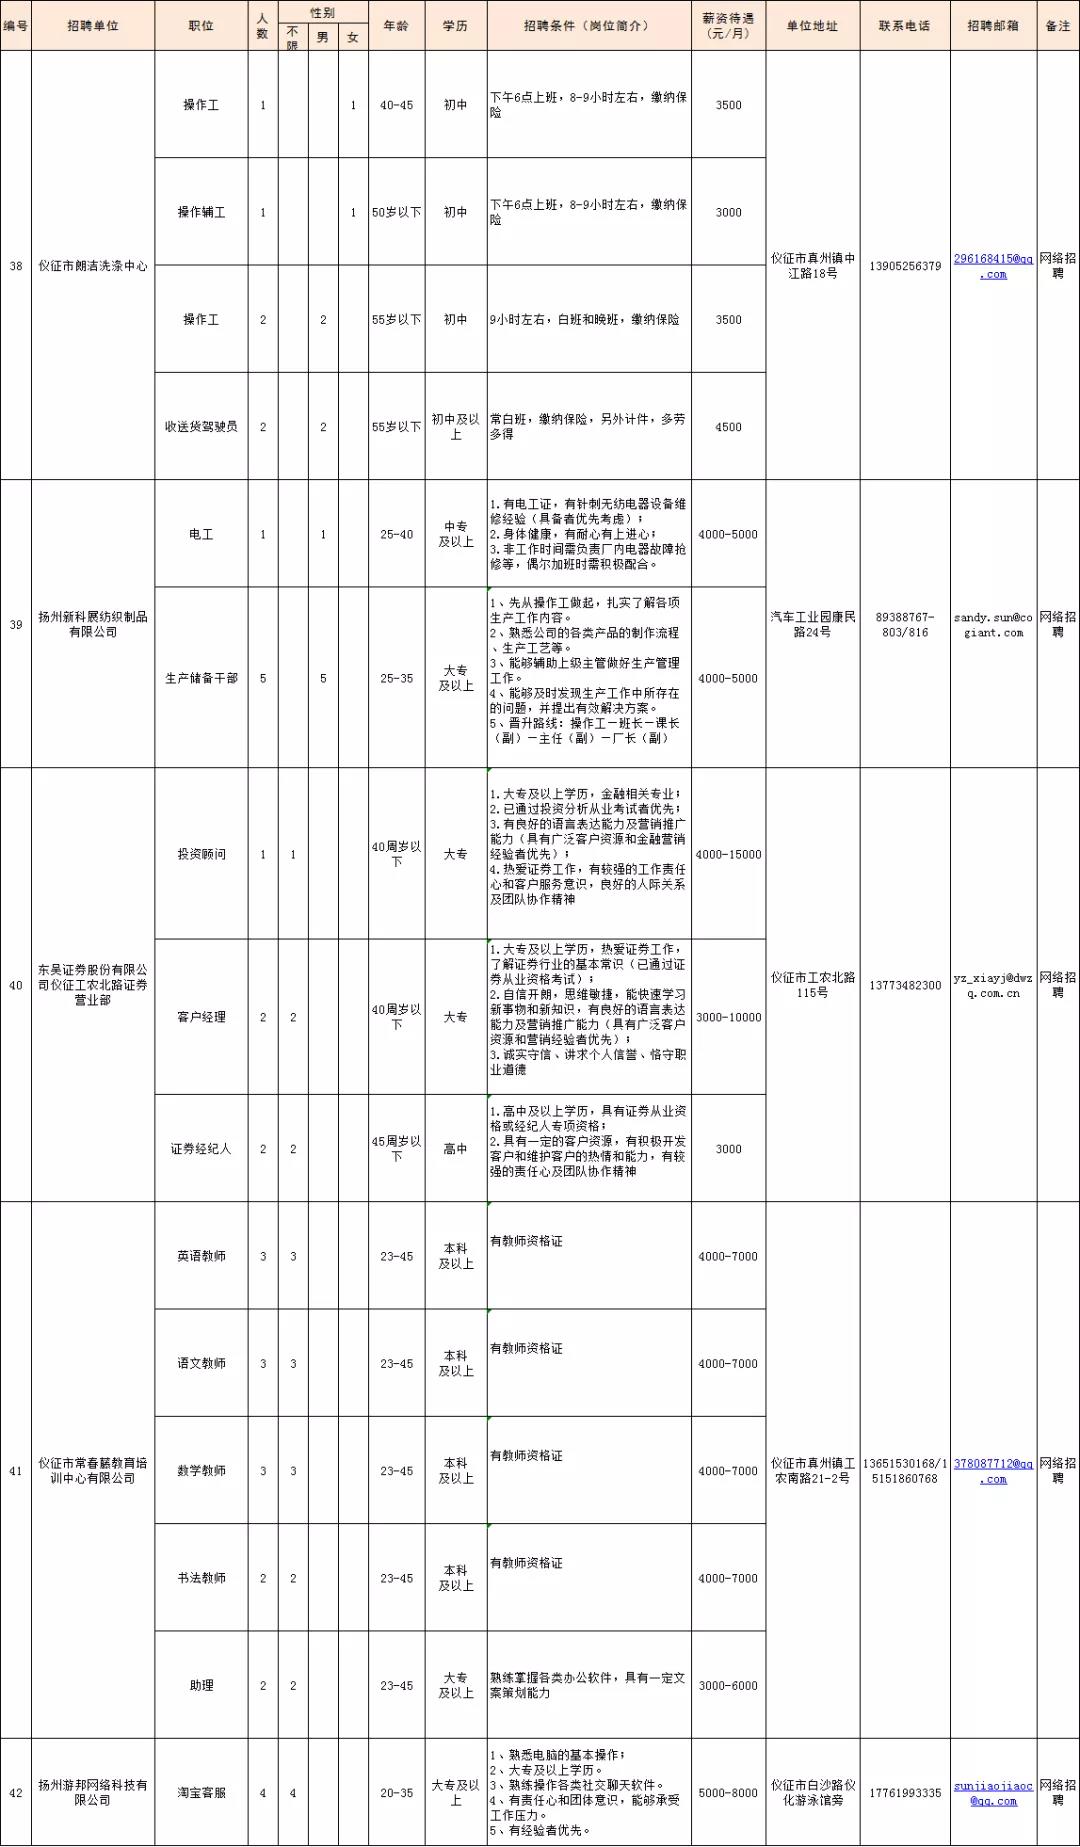 编号 招聘单位 职位 人数 性别 年龄 学历 招聘条件（岗位简介） 薪资待遇（元/月） 单位地址 联系电话 招聘邮箱 备注
不限 男 女
38 仪征市朗洁洗涤中心
操作工 1 1 40-45 初中
下午6点上班，8-9小时左右，缴纳保
险
3500
操作辅工 1 1 50岁以下 初中
下午6点上班，8-9小时左右，缴纳保
险
3000
操作工 2 2 55岁以下 初中 9小时左右，白班和晚班，缴纳保险 3500
收送货驾驶员 2 2 55岁以下
初中及以
上
常白班，缴纳保险，另外计件，多劳
多得
4500
仪征市真州镇中
江路18号
13905256379
296168415@qq
.com
网络招
聘
39
扬州新科展纺织制品
有限公司
电工 1 1 25-40
中专
及以上
1.有电工证，有针刺无纺电器设备维
修经验（具备者优先考虑）；
2.身体健康，有耐心有上进心；
3.非工作时间需负责厂内电器故障抢
修等，偶尔加班时需积极配合。
4000-5000
生产储备干部 5 5 25-35
大专
及以上
1、先从操作工做起，扎实了解各项
生产工作内容。
2、熟悉公司的各类产品的制作流程
、生产工艺等。
3、能够辅助上级主管做好生产管理
工作。
4、能够及时发现生产工作中所存在
的问题，并提出有效解决方案。
5、晋升路线：操作工—班长—课长
（副）—主任（副）—厂长（副）
4000-5000
汽车工业园康民
路24号
89388767-
803/816
sandy.sun@co
giant.com
网络招
聘
40
东吴证券股份有限公
司仪征工农北路证券
营业部
投资顾问 1 1
40周岁以
下
大专
1.大专及以上学历，金融相关专业；
2.已通过投资分析从业考试者优先；
3.有良好的语言表达能力及营销推广
能力（具有广泛客户资源和金融营销
经验者优先）；
4.热爱证券工作，有较强的工作责任
心和客户服务意识，良好的人际关系
及团队协作精神
4000-15000
客户经理 2 2
40周岁以
下
大专
1.大专及以上学历，热爱证券工作，
了解证券行业的基本常识（已通过证
券从业资格考试）；
2.自信开朗，思维敏捷，能快速学习
新事物和新知识，有良好的语言表达
能力及营销推广能力（具有广泛客户
资源和营销经验者优先）；
3.诚实守信、讲求个人信誉、恪守职
业道德
3000-10000
证券经纪人 2 2
45周岁以
下
高中
1.高中及以上学历，具有证券从业资
格或经纪人专项资格；
2.具有一定的客户资源，有积极开发
客户和维护客户的热情和能力，有较
强的责任心及团队协作精神
3000
仪征市工农北路
115号
13773482300
yz_xiayj@dwz
q.com.cn
网络招
聘
41
仪征市常春藤教育培
训中心有限公司
英语教师 3 3 23-45
本科
及以上
有教师资格证
4000-7000
语文教师 3 3 23-45
本科
及以上
有教师资格证
4000-7000
数学教师 3 3 23-45
本科
及以上
有教师资格证
4000-7000
书法教师 2 2 23-45
本科
及以上
有教师资格证
4000-7000
助理 2 2 23-45
大专
及以上
熟练掌握各类办公软件，具有一定文
案策划能力
3000-6000
仪征市真州镇工
农南路21-2号
13651530168/1
5151860768
378087712@qq
.com
网络招
聘
42
扬州游邦网络科技有
限公司
淘宝客服 4 4 20-35
大专及以
上
1、熟悉电脑的基本操作；
2、大专及以上学历。
3、熟练操作各类社交聊天软件。
4、有责任心和团体意识，能够承受
工作压力。
5、有经验者优先。
5000-8000
仪征市白沙路仪
化游泳馆旁
17761993335
sunjiaojiaoc
@qq.com
网络招
聘